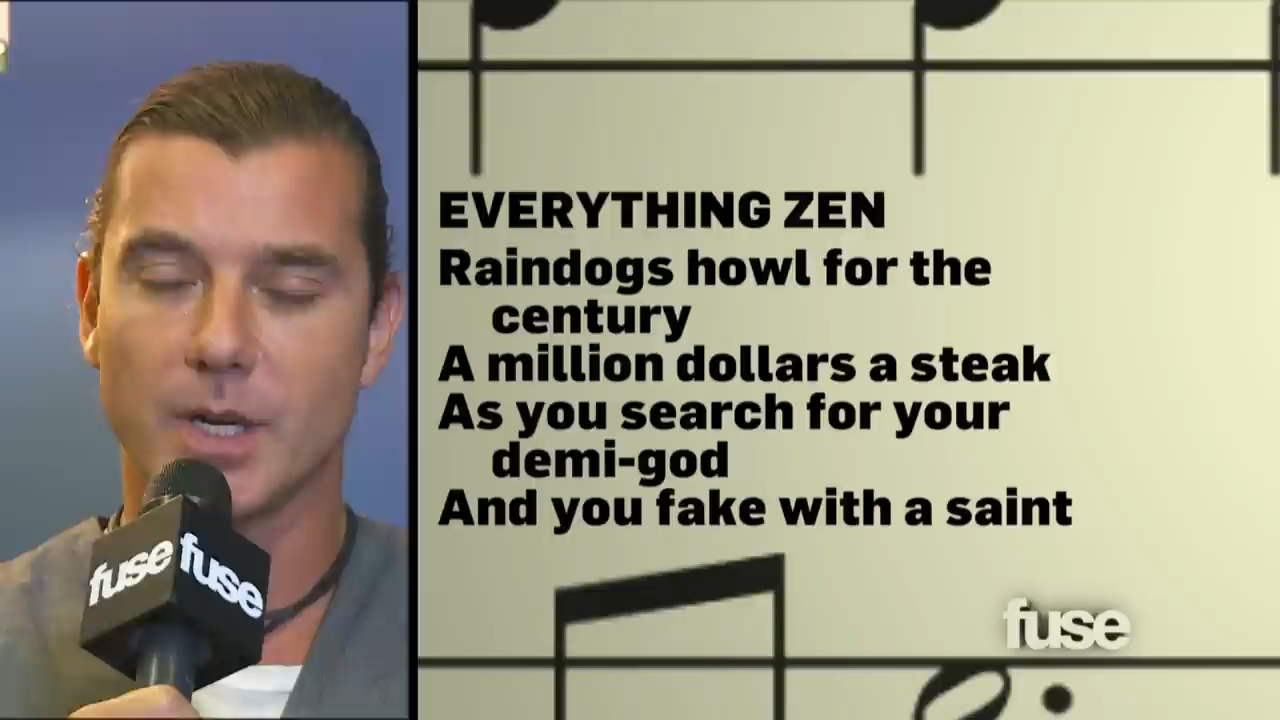 EVERYTHING ZEN
Raindogs howl for the
century
A million dollars a steak
As you search for your
demi-god
And you fake with a saint
fuse fuse
fuse